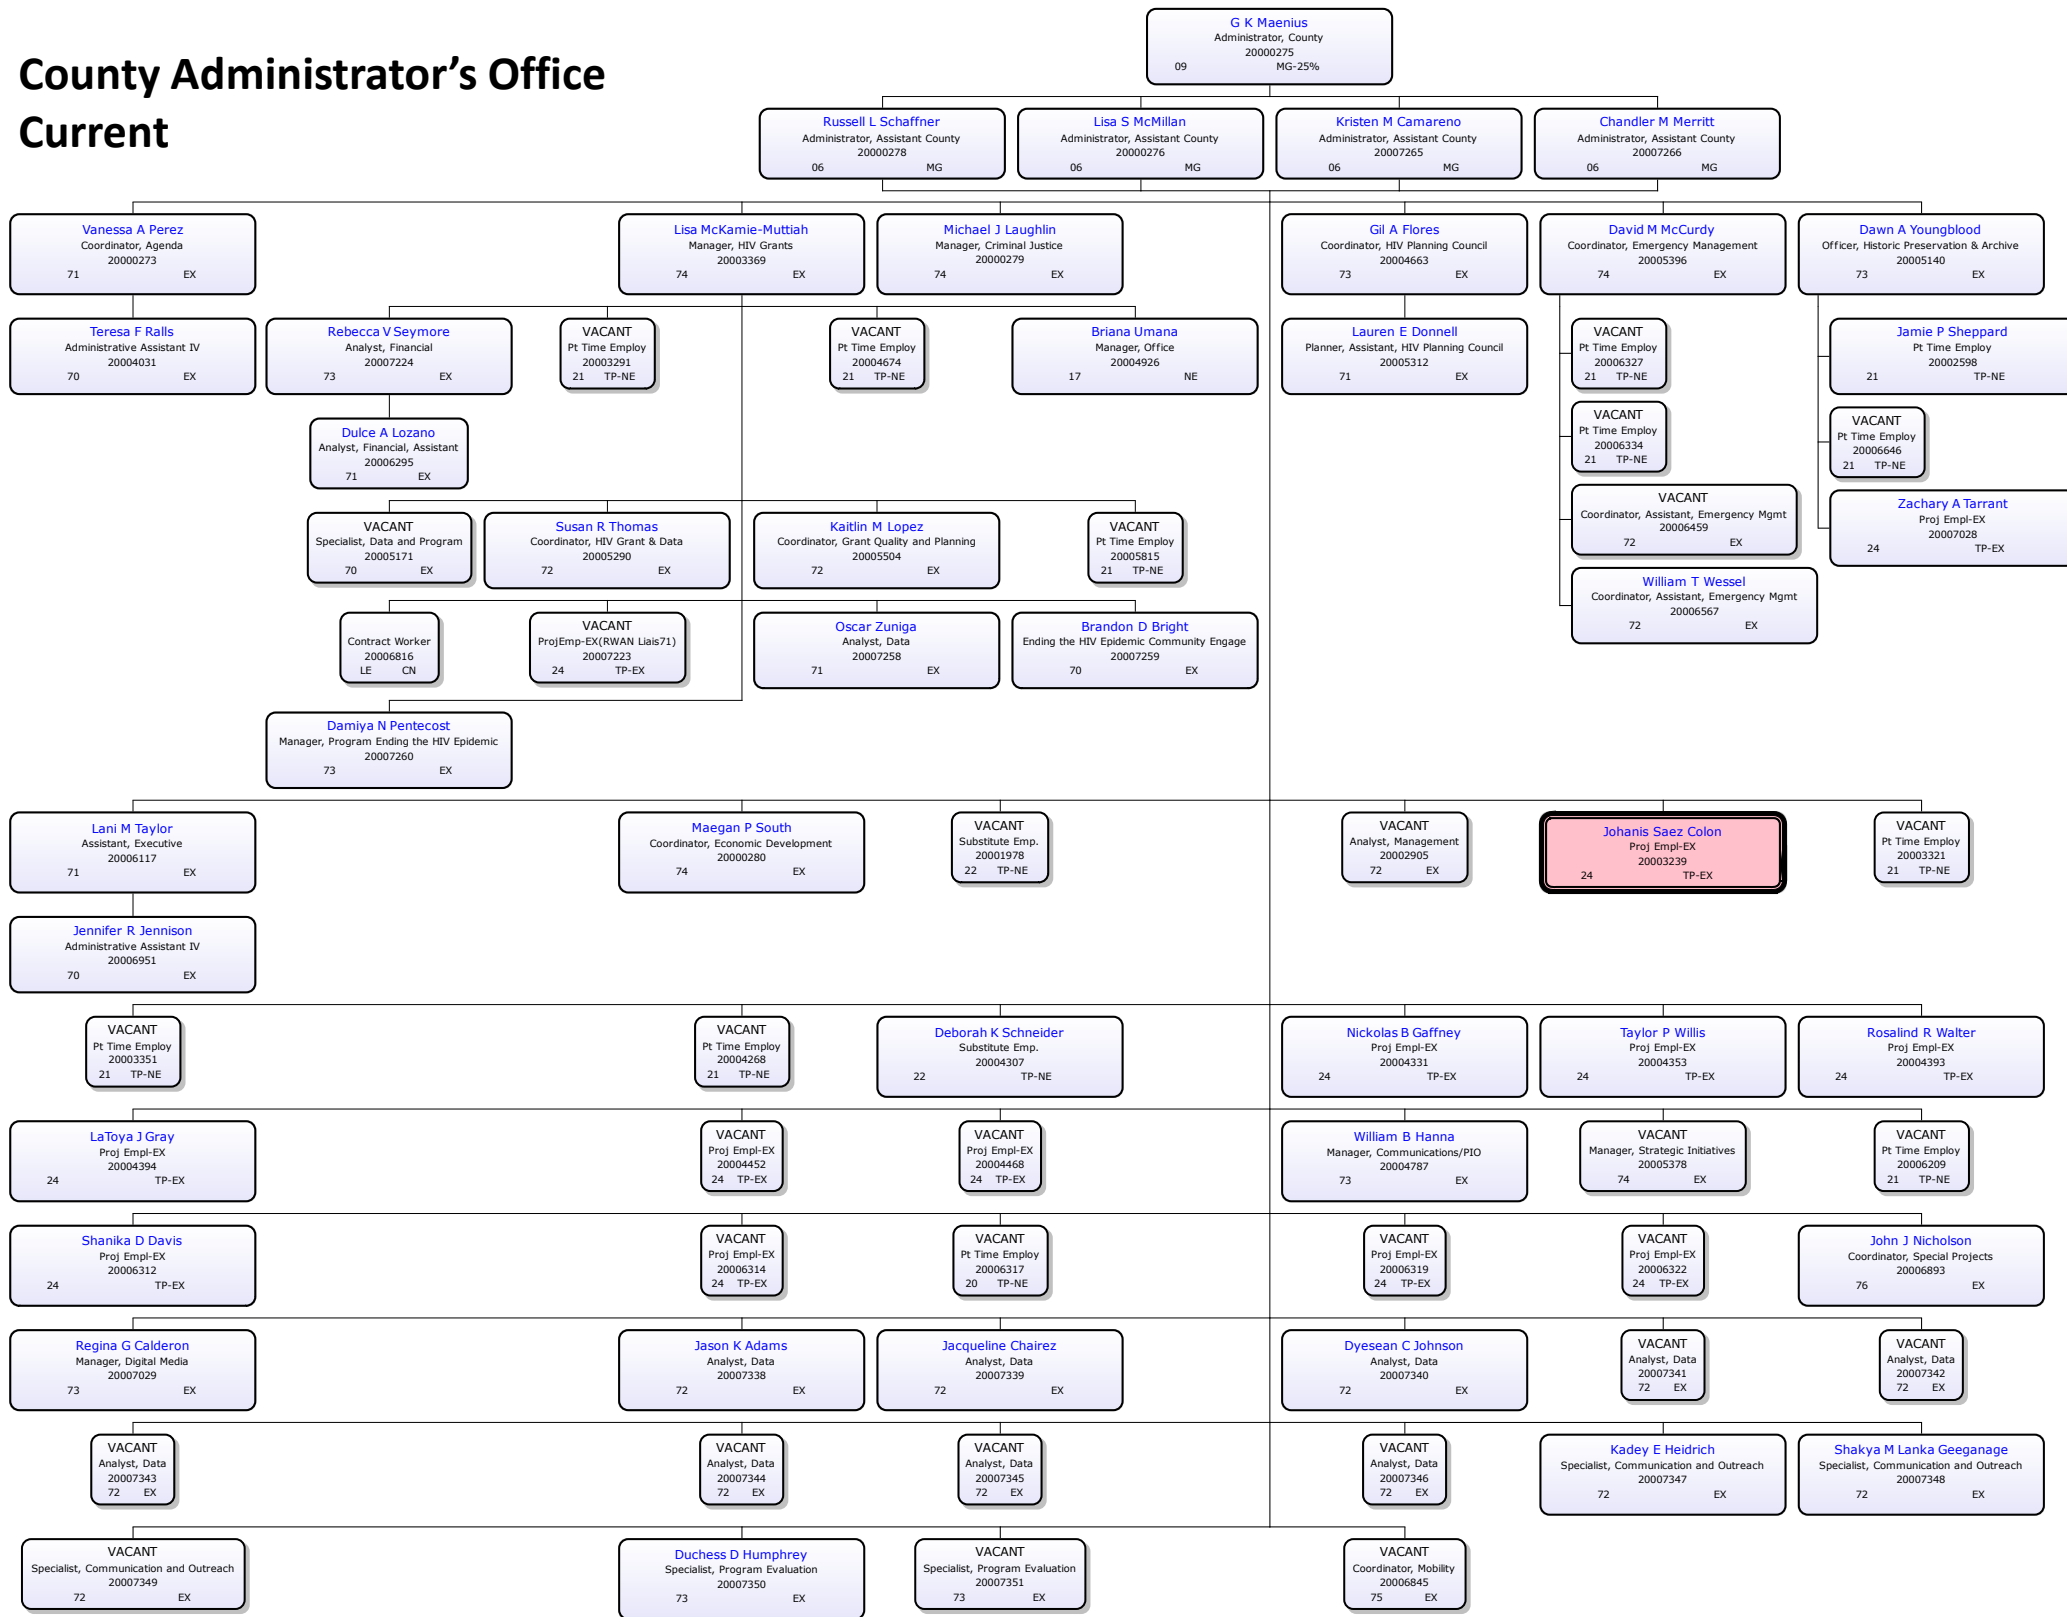 County Administrator’s Office
Current
G K Maenius
Administrator, County
20000275
09 MG-25%
Russell L Schaffner
Administrator, Assistant County
20000278
06 MG
Lisa S McMillan
Administrator, Assistant County
20000276
06 MG
Kristen M Camareno
Administrator, Assistant County
20007265
06 MG
Chandler M Merritt
Administrator, Assistant County
20007266
06 MG
Vanessa A Perez
Coordinator, Agenda
20000273
71 EX
Lisa McKamie-Muttiah
Manager, HIV Grants
20003369
74 EX
Michael J Laughlin
Manager, Criminal Justice
20000279
74 EX
Gil A Flores
Coordinator, HIV Planning Council
20004663
73 EX
David M McCurdy
Coordinator, Emergency Management
20005396
74 EX
Dawn A Youngblood
Officer, Historic Preservation & Archive
20005140
73 EX
Teresa F Ralls
Administrative Assistant IV
20004031
70 EX
Rebecca V Seymore
Analyst, Financial
20007224
73 EX
VACANT
Pt Time Employ
20003291
21 TP-NE
VACANT
Pt Time Employ
20004674
21 TP-NE
Briana Umana
Manager, Office
20004926
17 NE
Lauren E Donnell
Planner, Assistant, HIV Planning Council
20005312
71 EX
VACANT
Pt Time Employ
20006327
21 TP-NE
Jamie P Sheppard
Pt Time Employ
20002598
21 TP-NE
Dulce A Lozano
Analyst, Financial, Assistant
20006295
71 EX
VACANT
Pt Time Employ
20006334
21 TP-NE
VACANT
Pt Time Employ
20006646
21 TP-NE
VACANT
Specialist, Data and Program
20005171
70 EX
Susan R Thomas
Coordinator, HIV Grant & Data
20005290
72 EX
Kaitlin M Lopez
Coordinator, Grant Quality and Planning
20005504
72 EX
VACANT
Pt Time Employ
20005815
21 TP-NE
VACANT
Coordinator, Assistant, Emergency Mgmt
20006459
72 EX
Zachary A Tarrant
Proj Empl-EX
20007028
24 TP-EX
Contract Worker
20006816
LE CN
VACANT
ProjEmp-EX(RWAN Liais71)
20007223
24 TP-EX
Oscar Zuniga
Analyst, Data
20007258
71 EX
Brandon D Bright
Ending the HIV Epidemic Community Engage
20007259
70 EX
William T Wessel
Coordinator, Assistant, Emergency Mgmt
20006567
72 EX
Damiya N Pentecost
Manager, Program Ending the HIV Epidemic
20007260
73 EX
Lani M Taylor
Assistant, Executive
20006117
71 EX
Maegan P South
Coordinator, Economic Development
20000280
74 EX
VACANT
Substitute Emp.
20001978
22 TP-NE
VACANT
Analyst, Management
20002905
72 EX
Johanis Saez Colon
Proj Empl-EX
20003239
24 TP-EX
VACANT
Pt Time Employ
20003321
21 TP-NE
Jennifer R Jennison
Administrative Assistant IV
20006951
70 EX
VACANT
Pt Time Employ
20003351
21 TP-NE
VACANT
Pt Time Employ
20004268
21 TP-NE
Deborah K Schneider
Substitute Emp.
20004307
22 TP-NE
Nickolas B Gaffney
Proj Empl-EX
20004331
24 TP-EX
Taylor P Willis
Proj Empl-EX
20004353
24 TP-EX
Rosalind R Walter
Proj Empl-EX
20004393
24 TP-EX
LaToya J Gray
Proj Empl-EX
20004394
24 TP-EX
VACANT
Proj Empl-EX
20004452
24 TP-EX
VACANT
Proj Empl-EX
20004468
24 TP-EX
William B Hanna
Manager, Communications/PIO
20004787
73 EX
VACANT
Manager, Strategic Initiatives
20005378
74 EX
VACANT
Pt Time Employ
20006209
21 TP-NE
Shanika D Davis
Proj Empl-EX
20006312
24 TP-EX
VACANT
Proj Empl-EX
20006314
24 TP-EX
VACANT
Pt Time Employ
20006317
20 TP-NE
VACANT
Proj Empl-EX
20006319
24 TP-EX
VACANT
Proj Empl-EX
20006322
24 TP-EX
John J Nicholson
Coordinator, Special Projects
20006893
76 EX
Regina G Calderon
Manager, Digital Media
20007029
73 EX
Jason K Adams
Analyst, Data
20007338
72 EX
Jacqueline Chairez
Analyst, Data
20007339
72 EX
Dyesean C Johnson
Analyst, Data
20007340
72 EX
VACANT
Analyst, Data
20007341
72 EX
VACANT
Analyst, Data
20007342
72 EX
VACANT
Analyst, Data
20007343
72 EX
VACANT
Analyst, Data
20007344
72 EX
VACANT
Analyst, Data
20007345
72 EX
VACANT
Analyst, Data
20007346
72 EX
Kadey E Heidrich
Specialist, Communication and Outreach
20007347
72 EX
Shakya M Lanka Geeganage
Specialist, Communication and Outreach
20007348
72 EX
VACANT
Specialist, Communication and Outreach
20007349
72 EX
Duchess D Humphrey
Specialist, Program Evaluation
20007350
73 EX
VACANT
Specialist, Program Evaluation
20007351
73 EX
VACANT
Coordinator, Mobility
20006845
75 EX